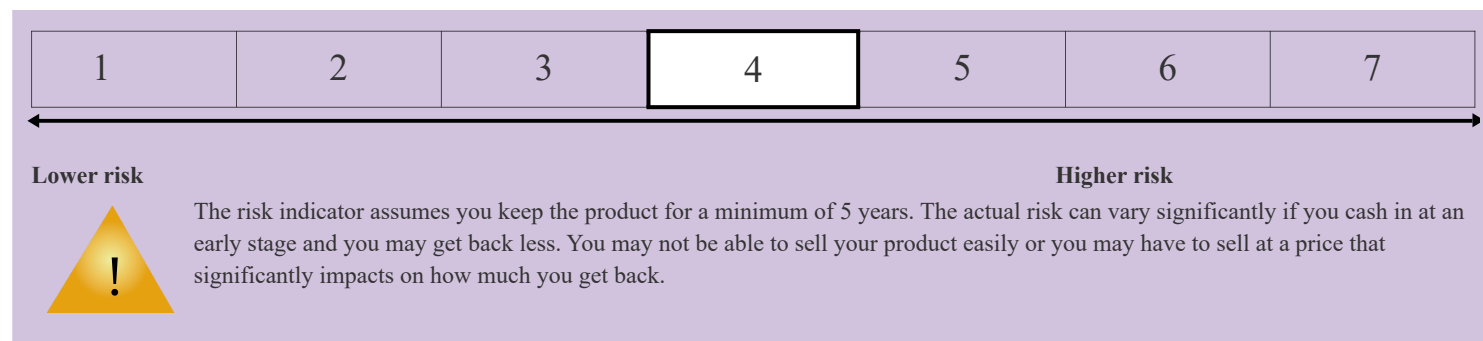 1 2 3 4 5 6 7
Lower risk Higher risk
The risk indicator assumes you keep the product for a minimum of 5 years. The actual risk can vary significantly if you cash in at an
early stage and you may get back less. You may not be able to sell your product easily or you may have to sell at a price that
significantly impacts on how much you get back.
!